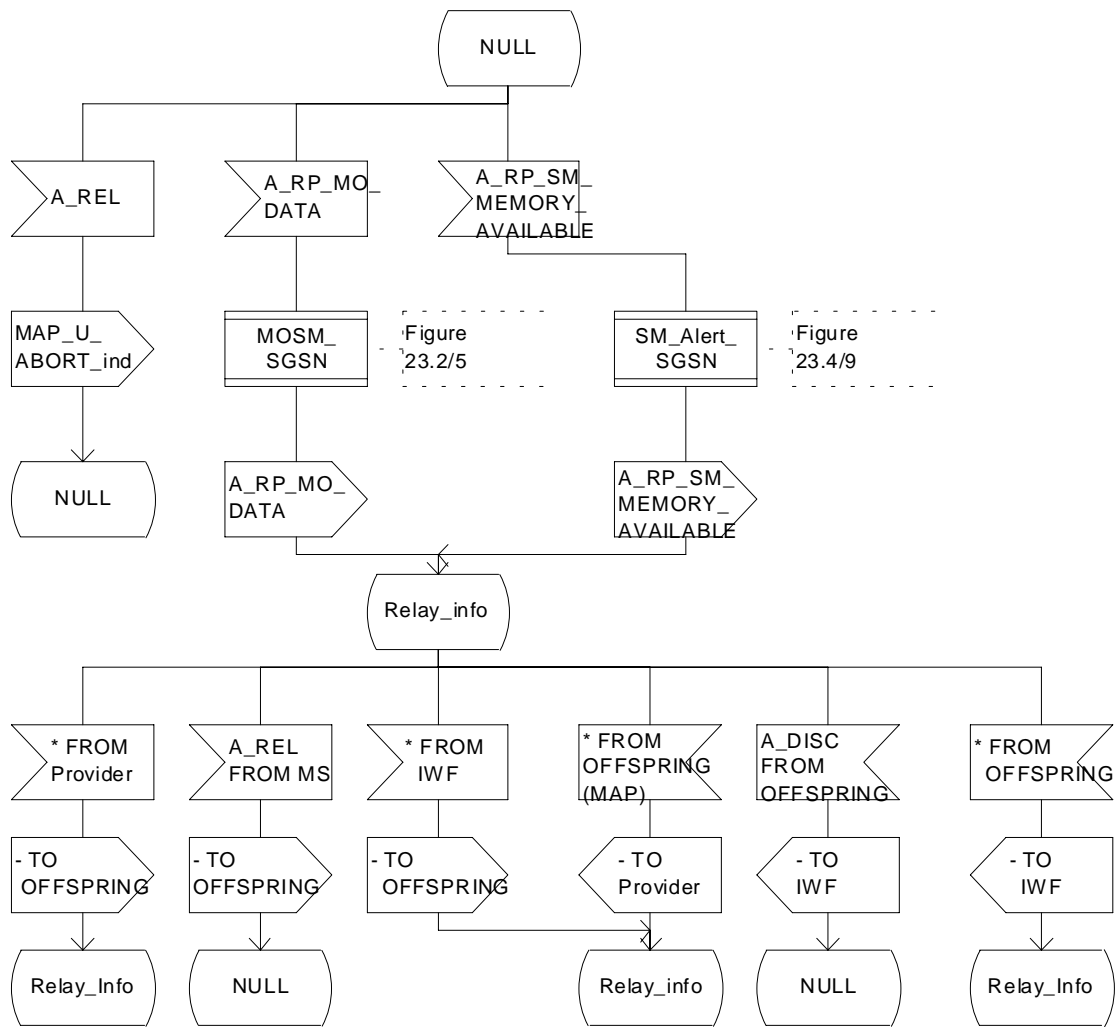 NULL
A_REL
A_RP_MO_
DATA
A_RP_SM_
MEMORY_
AVAILABLE
MAP_U_
ABORT_ind
MOSM_
SGSN
Figure
23.2/5
SM_Alert_
SGSN
Figure
23.4/9
NULL
A_RP_MO_
DATA
A_RP_SM_
MEMORY_
AVAILABLE
Relay_info
* FROM
Provider
A_REL
FROM MS
* FROM
IWF
* FROM
OFFSPRING
(MAP)
A_DISC
FROM
OFFSPRING
* FROM
OFFSPRING
- TO
OFFSPRING
- TO
OFFSPRING
- TO
OFFSPRING
- TO
Provider
- TO
IWF
- TO
IWF
Relay_Info
NULL
Relay_info
NULL
Relay_Info